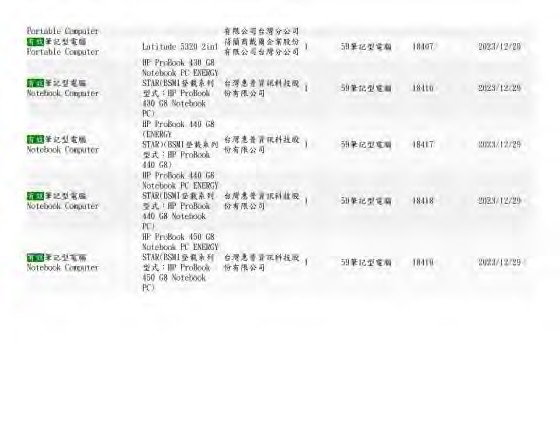 Portable Computer
有限公司台灣分公司
有效筆記型電腦
Portable Computer
Latitude 5320 2in1
荷蘭商戴爾企業股份
有限公司台灣分公司
1
59筆記型電腦
18407
2023/12/29
有效筆記型電腦
Notebook Computer
HP ProBook 430 G8
Notebook PC ENERGY
STAR(BSMI登載系列
型式：HP ProBook
430 G8 Notebook
PC)
台灣惠普資訊科技股
份有限公司
1
59筆記型電腦
18416
2023/12/29
有效筆記型電腦
Notebook Computer
HP ProBook 440 G8
(ENERGY
STAR)(BSMI登載系列
型式：HP ProBook
440 G8)
台灣惠普資訊科技股
份有限公司
1
59筆記型電腦
18417
2023/12/29
有效筆記型電腦
Notebook Computer
HP ProBook 440 G8
Notebook PC ENERGY
STAR(BSMI登載系列
型式：HP ProBook
440 G8 Notebook
PC)
台灣惠普資訊科技股
份有限公司
1
59筆記型電腦
18418
2023/12/29
有效筆記型電腦
Notebook Computer
HP ProBook 450 G8
Notebook PC ENERGY
STAR(BSMI登載系列
型式：HP ProBook
450 G8 Notebook
PC)
台灣惠普資訊科技股
份有限公司
1
59筆記型電腦
18419
2023/12/29